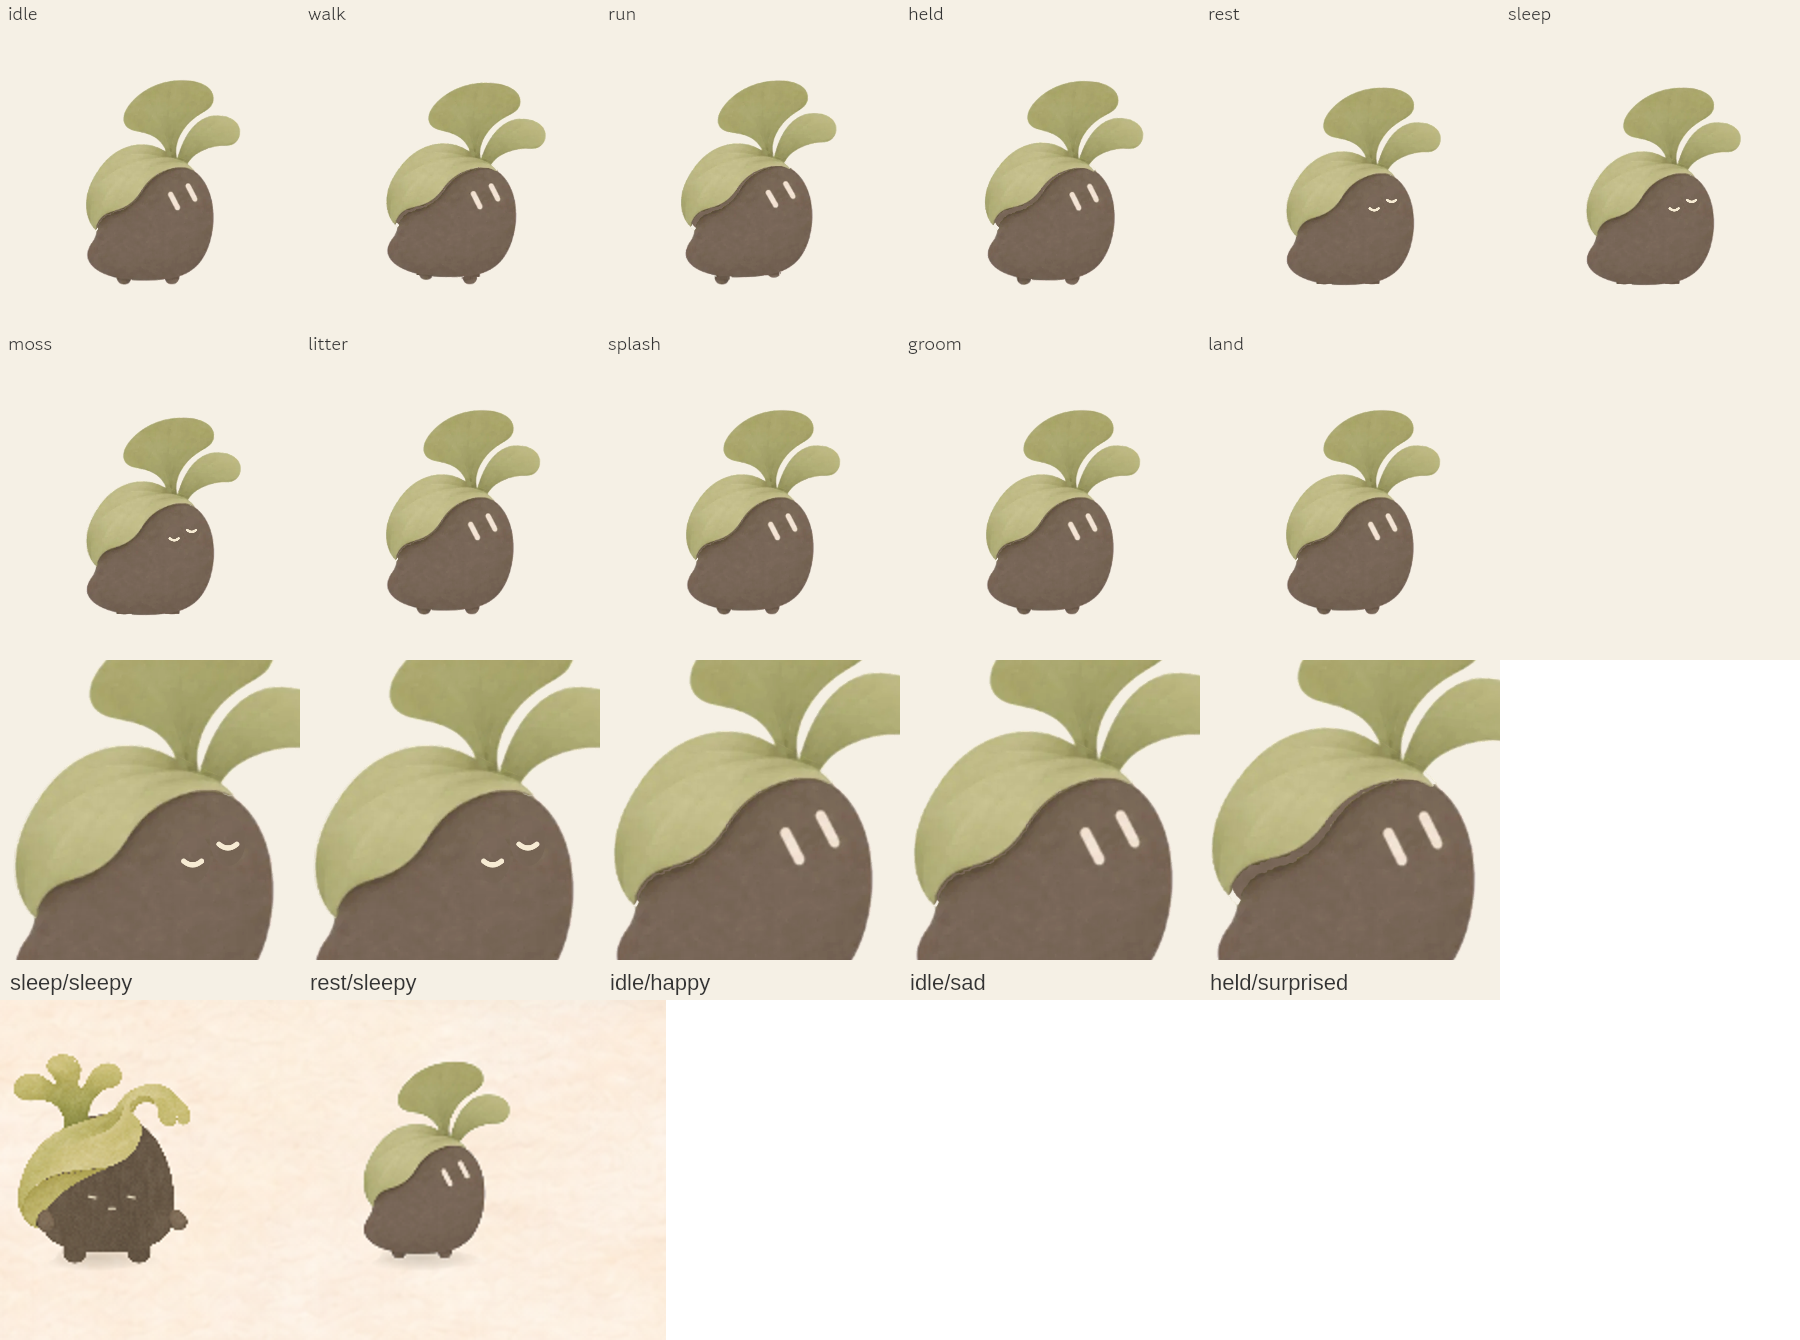 idle
walk
run
held
rest
sleep
moss
litter
splash
groom
land
sleep/sleepy
rest/sleepy
idle/happy
idle/sad
held/surprised